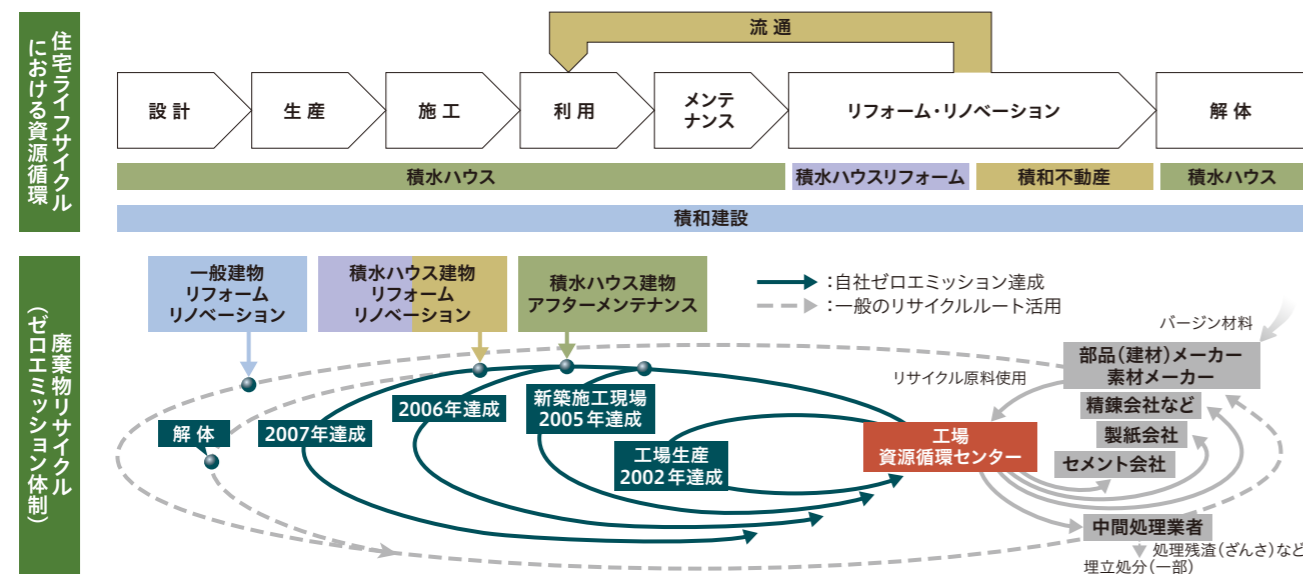 住宅ライフサイクル
における資源循環
流通
設計
生産
施工
利用
メンテ
ナンス
リフォーム・リノベーション
解体
積水ハウス
積水ハウスリフォーム
積和不動産
積水ハウス
積和建設
廃棄物リサイクル
(ゼロエミッション体制)
一般建物
リフォーム
リノベーション
積水ハウス建物
リフォーム
リノベーション
積水ハウス建物
アフターメンテナンス
:自社ゼロエミッション達成
:一般のリサイクルルート活用
バージン材料
部品(建材)メーカー
素材メーカー
リサイクル原料使用
精錬会社など
製紙会社
セメント会社
解体
2007年達成
2006年達成
新築施工現場
2005年達成
工場生産
2002年達成
工場
資源循環センター
中間処理業者
処理残渣(ざんさ)など
埋立処分(一部)